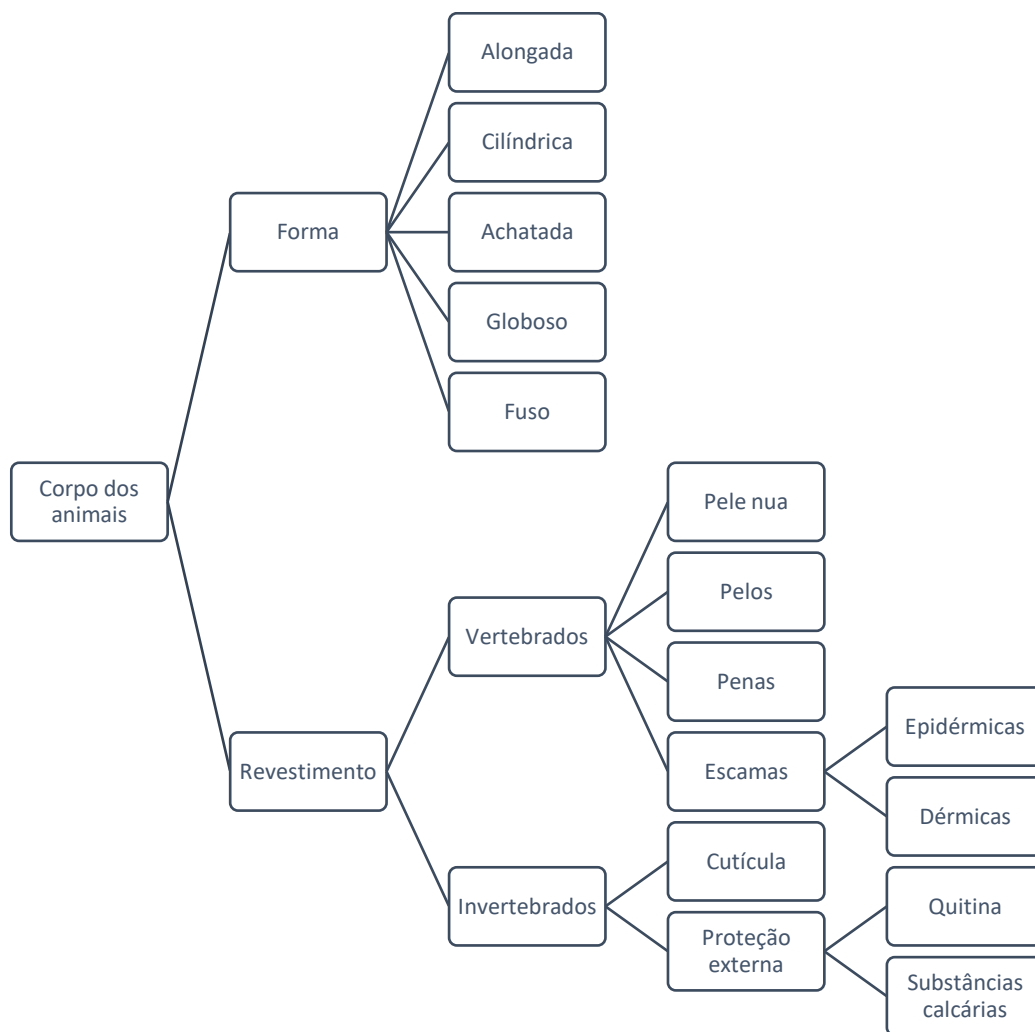 Alongada
Cilíndrica
Forma
Achatada
Globoso
Fuso
Corpo dos
animais
Pele nua
Pelos
Vertebrados
Penas
Epidérmicas
Revestimento
Escamas
Dérmicas
Cutícula
Invertebrados
Quitina
Proteção
externa
Substâncias
calcárias